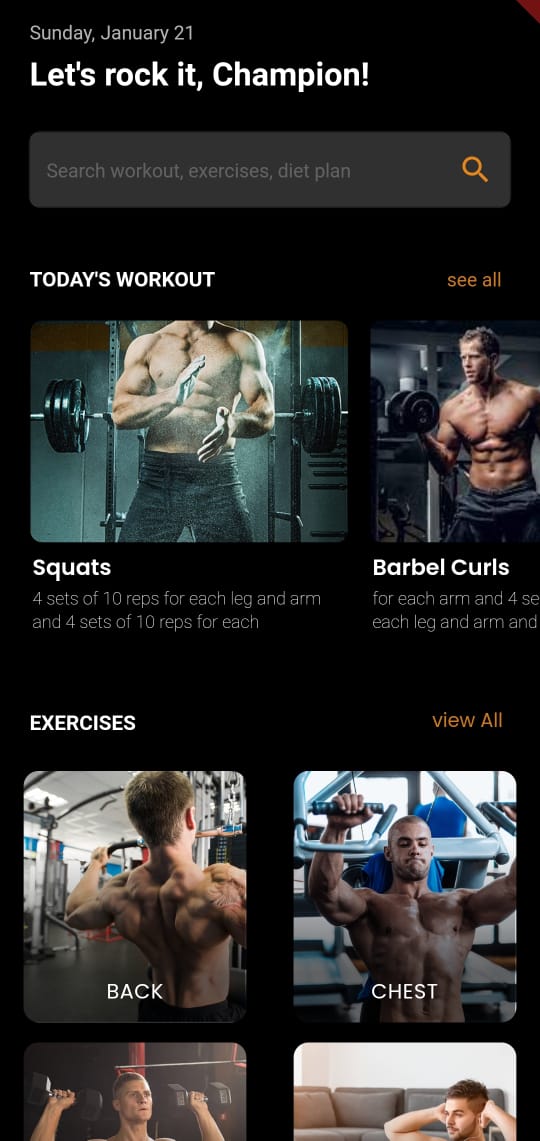 Sunday, January 21
Let's rock it, Champion!
Search workout, exercises, diet plan
TODAY'S WORKOUT
see all
Squats
4 sets of 10 reps for each leg and arm
and 4 sets of 10 reps for each
Barbel Curls
for each arm and 4 se
each leg and arm and
EXERCISES
view All
BACK
CHEST